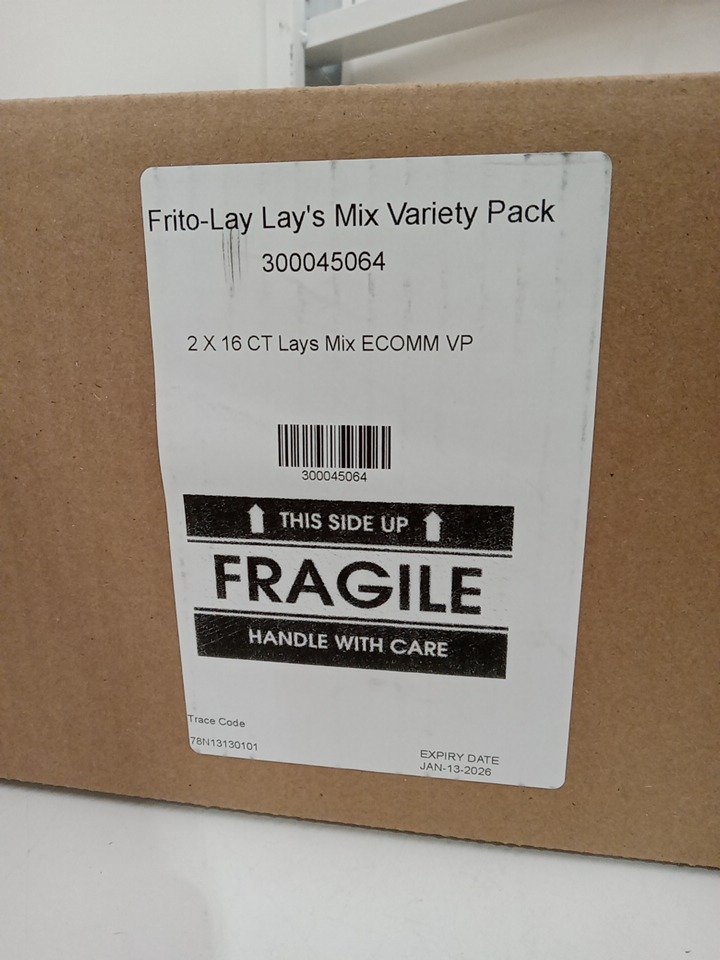 Frito-Lay Lay's Mix Variety Pack
300045064
2 X 16 CT Lays Mix ECOMM VP
300045064
THIS SIDE UP
FRAGILE
HANDLE WITH CARE
Trace Code
78N13130101
EXPIRY DATE
JAN-13-2026